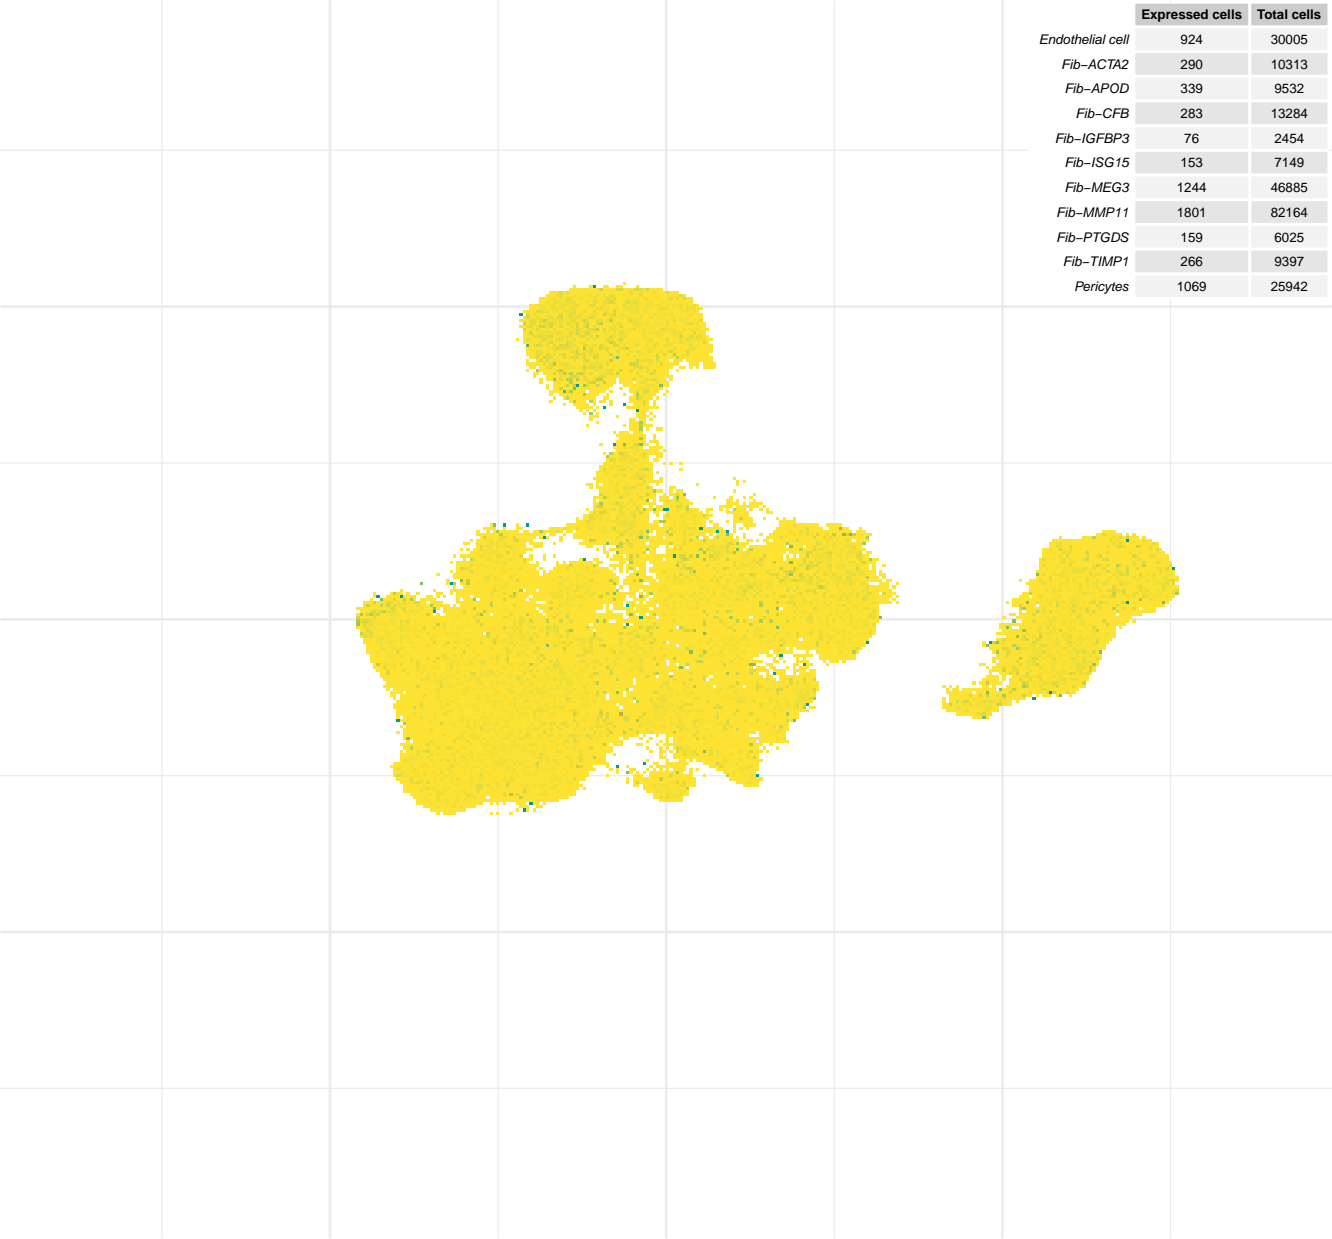 Expressed cells Total cells
Endothelial cell 924 30005
Fib−ACTA2 290 10313
Fib−APOD 339 9532
Fib−CFB 283 13284
Fib−IGFBP3 76 2454
Fib−ISG15 153 7149
Fib−MEG3 1244 46885
Fib−MMP11 1801 82164
Fib−PTGDS 159 6025
Fib−TIMP1 266 9397
Pericytes 1069 25942